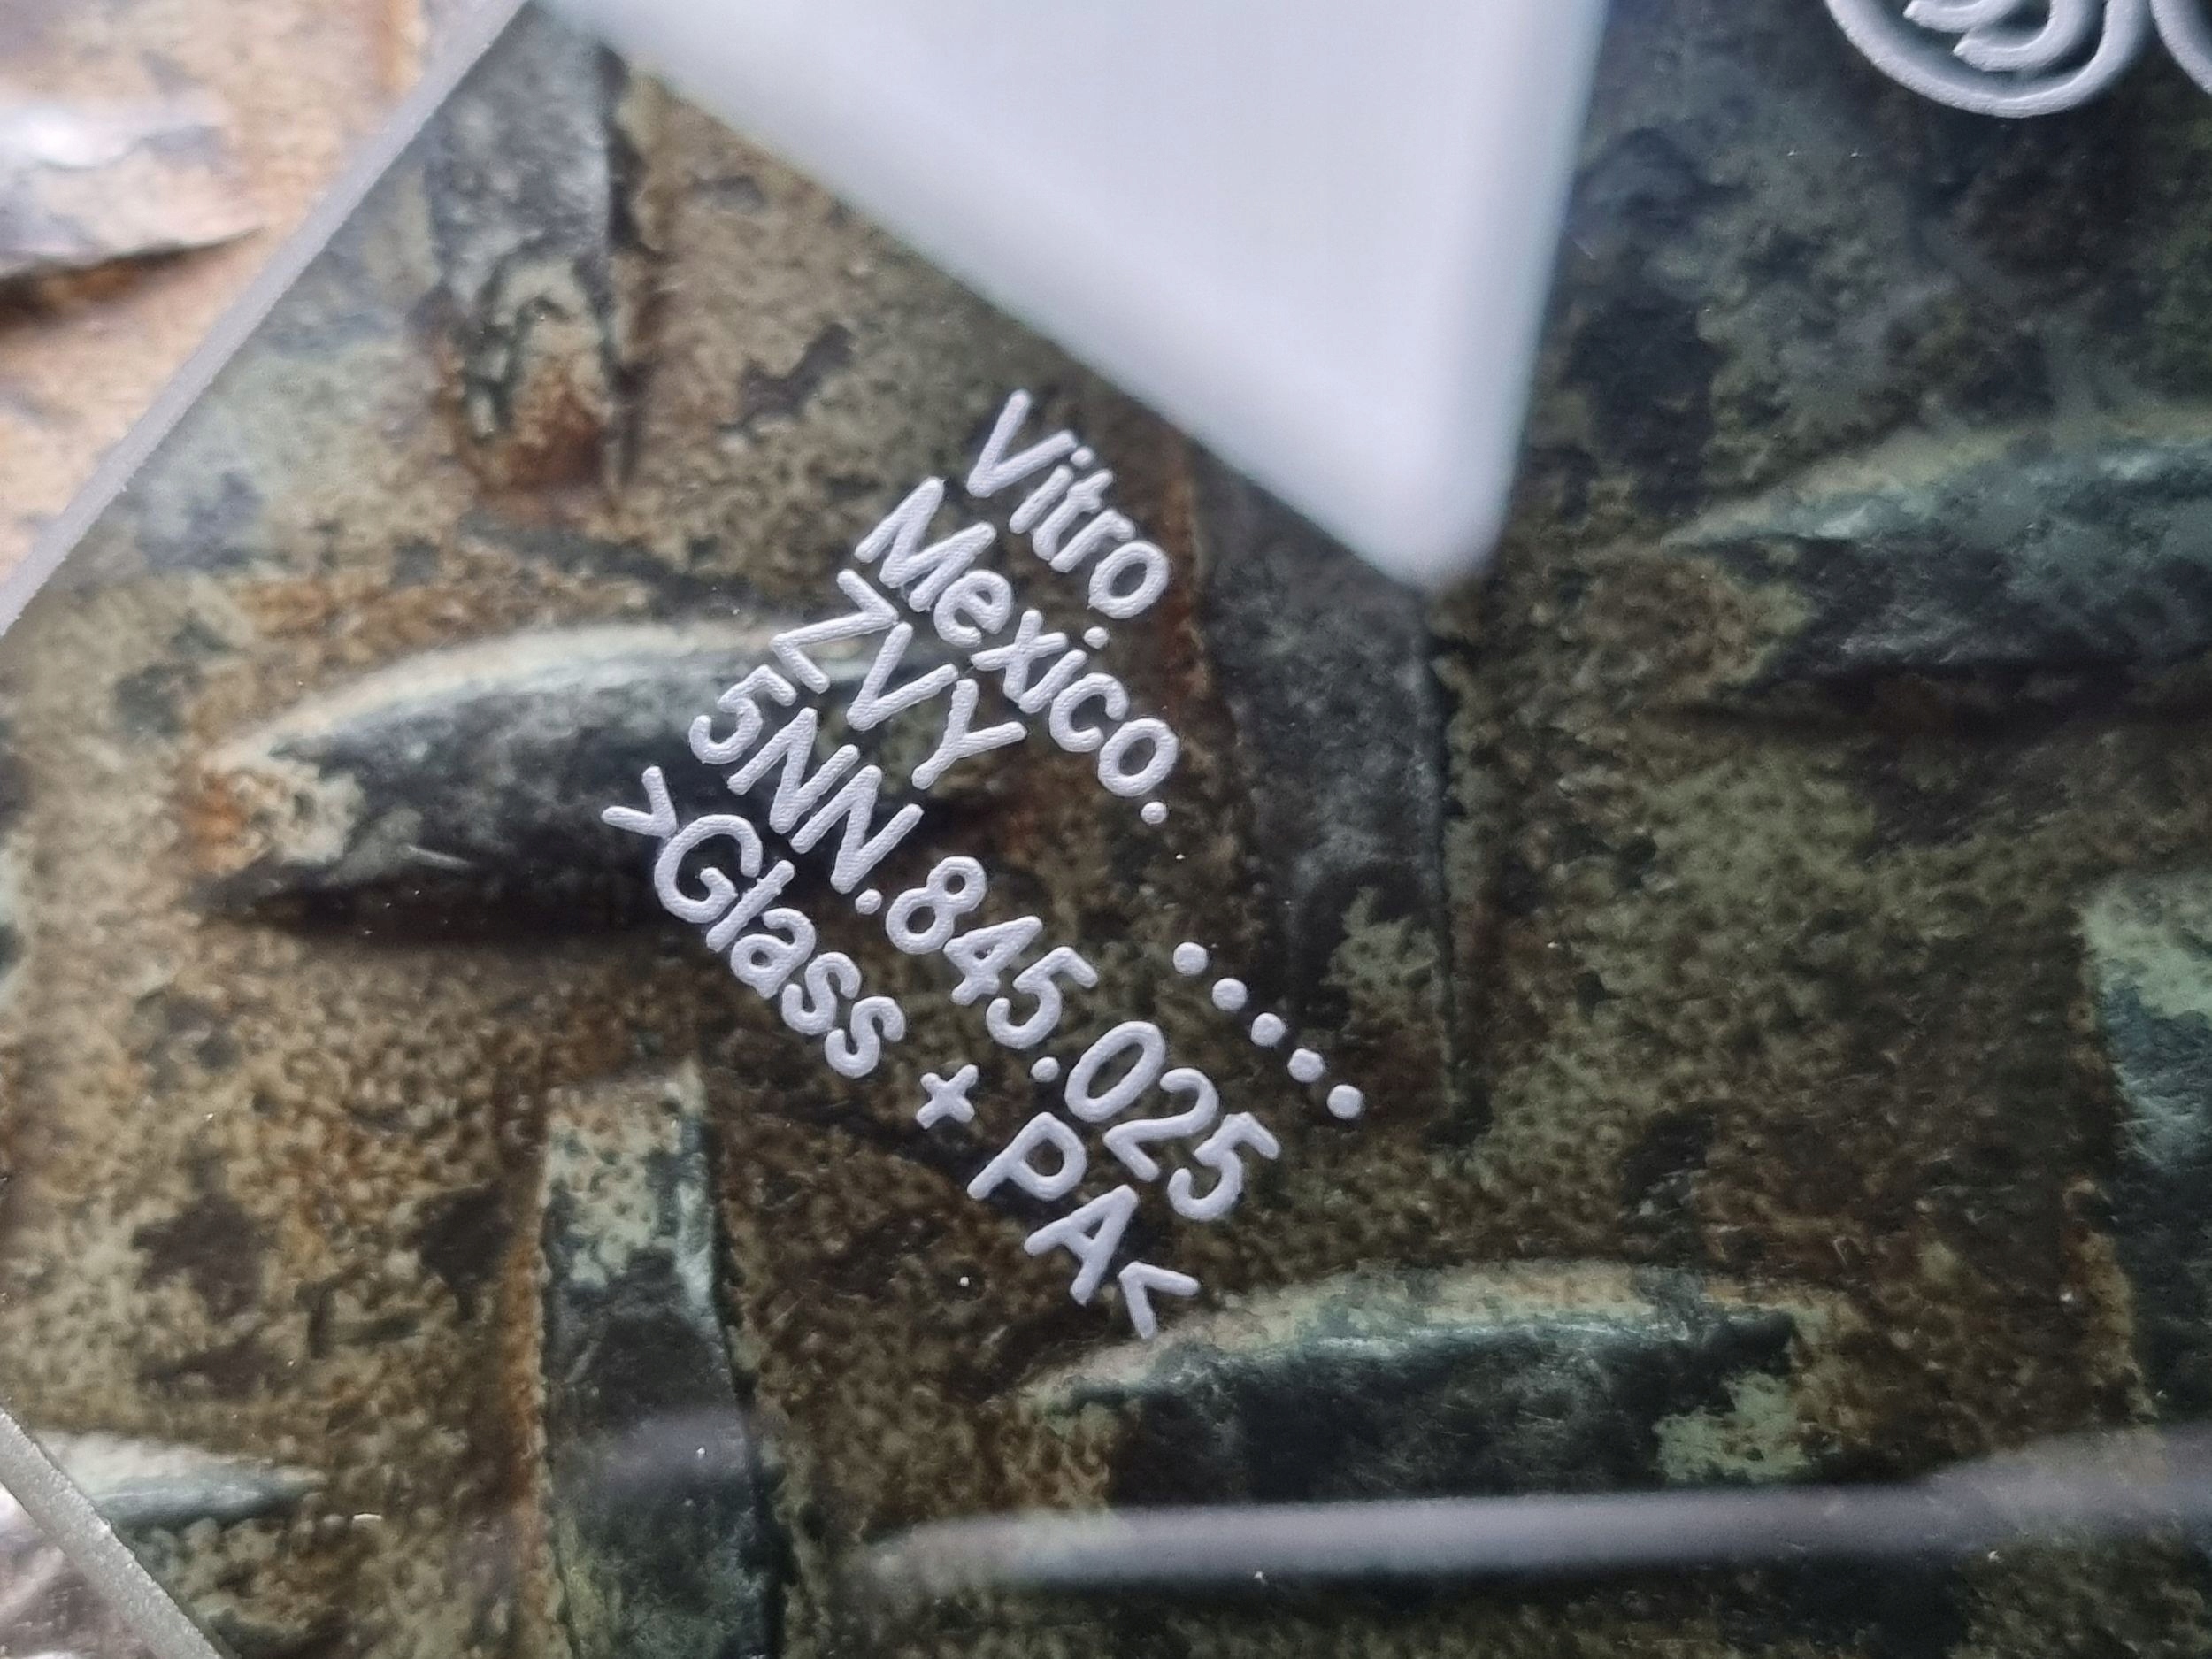 Vitro
Mexico.
ZVY
5NN.845.025
>Glass + PA<